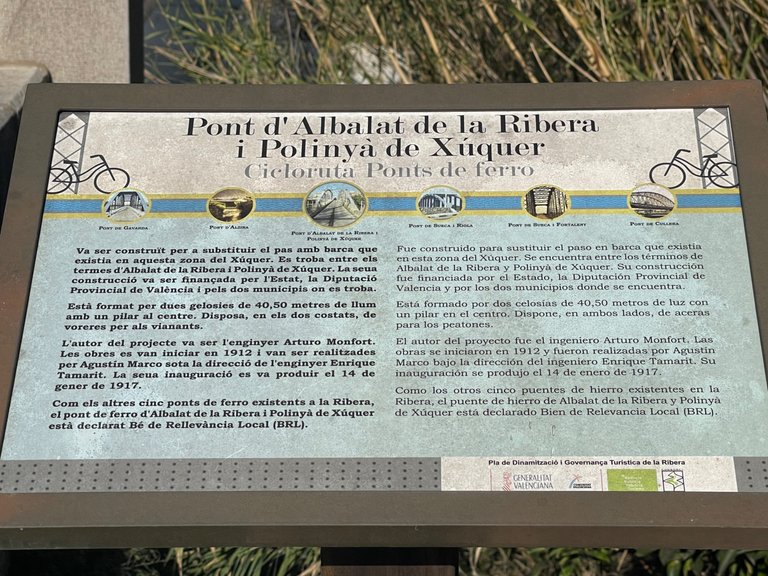 Pont d'Albalat de la Ribera
i Polinyà de Xúquer
Cicloruta Ponts de ferro
Pont de Gavarda
Pont d'Alzira
Pont d'Albalat de la Ribera i
Polinyà de Xúquer
Pont de Sueca i Riola
Pont de Sueca i Fortaleny
Pont de Cullera
Va ser construït per a substituir el pas amb barca que
existia en aquesta zona del Xúquer. Es troba entre els
termes d'Albalat de la Ribera i Polinyà de Xúquer. La seua
construcció va ser finançada per l'Estat, la Diputació
Provincial de València i pels dos municipis on es troba.
Està format per dues gelosies de 40,50 metres de llum
amb un pilar al centre. Disposa, en els dos costats, de
voreres per als vianants.
L'autor del projecte va ser l'enginyer Arturo Monfort.
Les obres es van iniciar en 1912 i van ser realitzades
per Agustín Marco sota la direcció de l'enginyer Enrique
Tamarit. La seua inauguració es va produir el 14 de
gener de 1917.
Com els altres cinc ponts de ferro existents a la Ribera,
el pont de ferro d'Albalat de la Ribera i Polinyà de Xúquer
està declarat Bé de Rellevància Local (BRL).
Fue construido para sustituir el paso en barca que existía
en esta zona del Xúquer. Se encuentra entre los términos de
Albalat de la Ribera y Polinyà de Xúquer. Su construcción
fue financiada por el Estado, la Diputación Provincial de
Valencia y por los dos municipios donde se encuentra.
Está formado por dos celosías de 40,50 metros de luz con
un pilar en el centro. Dispone, en ambos lados, de aceras
para los peatones.
El autor del proyecto fue el ingeniero Arturo Monfort. Las
obras se iniciaron en 1912 y fueron realizadas por Agustín
Marco bajo la dirección del ingeniero Enrique Tamarit. Su
inauguración se produjo el 14 de enero de 1917.
Como los otros cinco puentes de hierro existentes en la
Ribera, el puente de hierro de Albalat de la Ribera y Polinyà
de Xúquer está declarado Bien de Relevancia Local (BRL).
Pla de Dinamització i Governança Turística de la Ribera
GENERALITAT
VALENCIANA